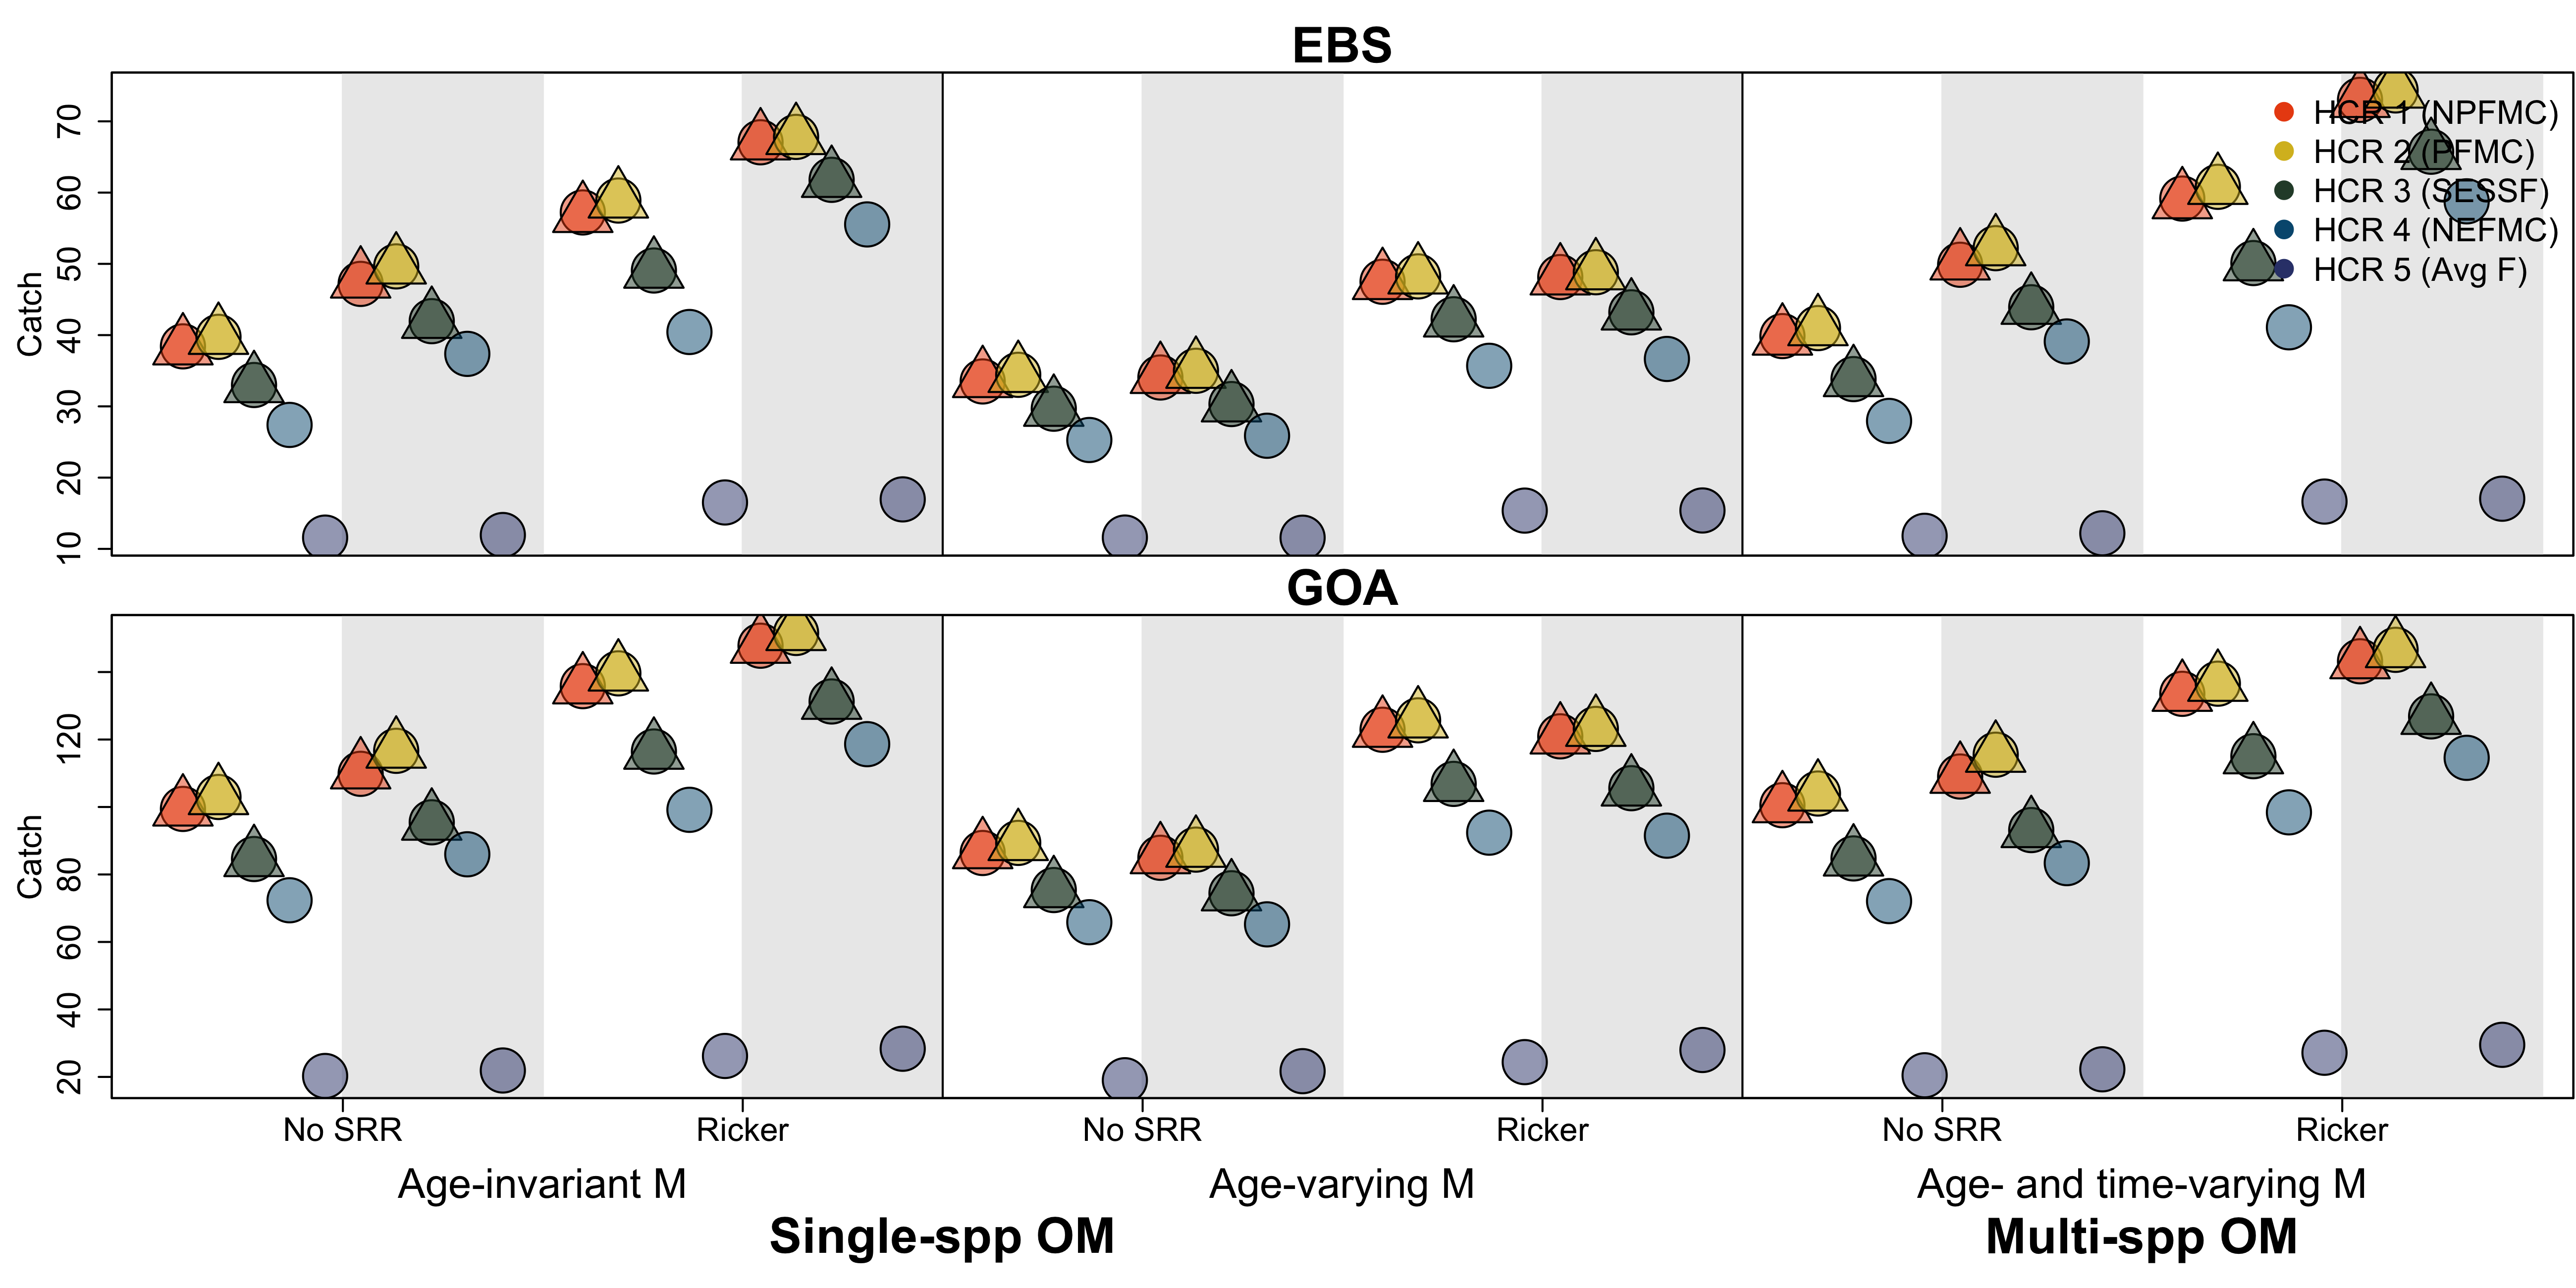 EBS
Catch
70
60
50
40
30
20
10
HCR 1 (NPFMC)
HCR 2 (PFMC)
HCR 3 (SESSF)
HCR 4 (NEFMC)
HCR 5 (Avg F)
GOA
Catch
120
80
60
40
20
No SRR Ricker No SRR Ricker No SRR Ricker
Age-invariant M Age-varying M Age- and time-varying M
Single-spp OM Multi-spp OM